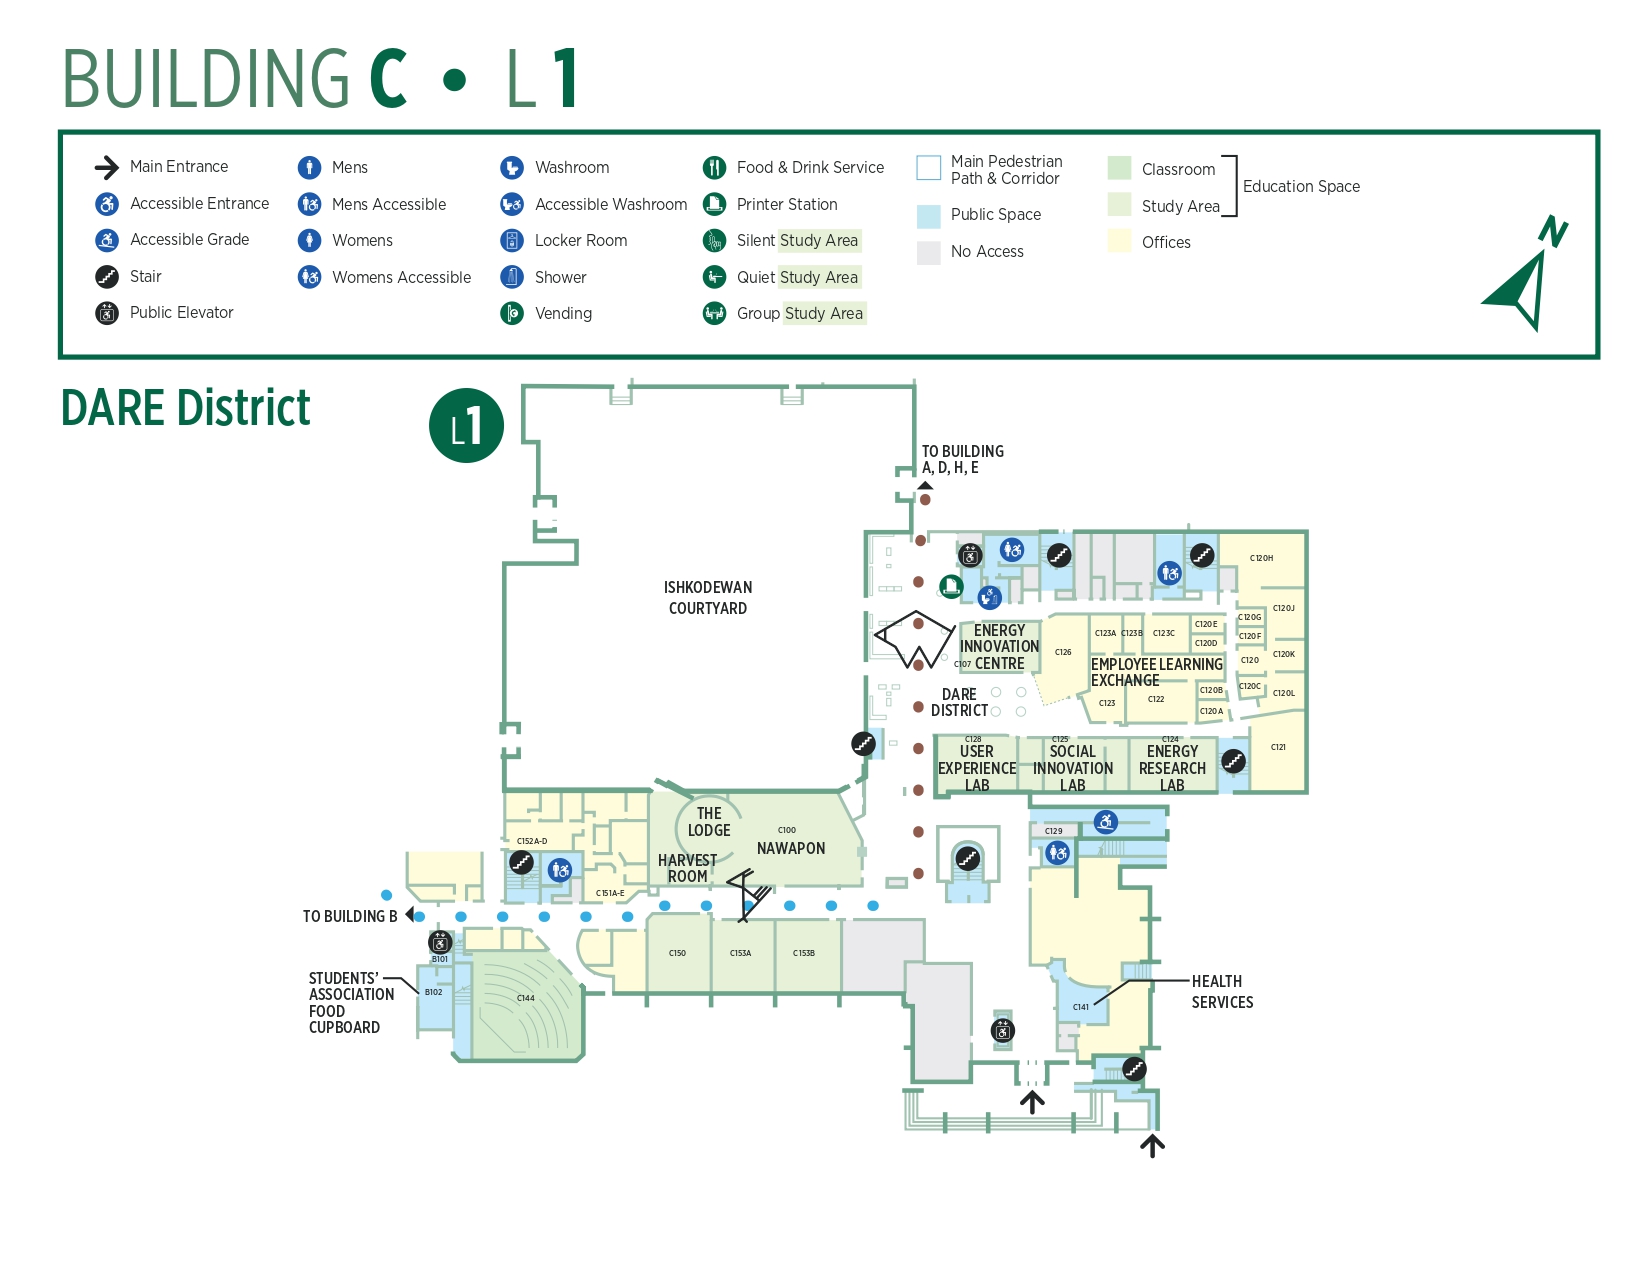 BUILDING C • L 1
Main Entrance
Accessible Entrance
Accessible Grade
Stair
Public Elevator
Mens
Mens Accessible
Womens
Womens Accessible
Washroom
Accessible Washroom
Locker Room
Shower
Vending
Food & Drink Service
Printer Station
Silent Study Area
Quiet Study Area
Group Study Area
Main Pedestrian
Path & Corridor
Public Space
No Access
Classroom
Study Area
Offices
Education Space
N
DARE District
L1
TO BUILDING
A, D, H, E
ISHKODEWAN
COURTYARD
C120H
C120J
C120G
C120F
C120K
C120
C120C
C120L
C120E
C120D
C123A
C123B
C123C
C126
ENERGY
INNOVATION
CENTRE
C107
EMPLOYEE LEARNING
EXCHANGE
C123
C122
C120B
C120A
C121
DARE
DISTRICT
C128
USER
EXPERIENCE
LAB
C125
SOCIAL
INNOVATION
LAB
C124
ENERGY
RESEARCH
LAB
THE
LODGE
C100
NAWAPON
HARVEST
ROOM
C152A-D
C151A-E
C129
TO BUILDING B
B101
B102
STUDENTS’
ASSOCIATION
FOOD
CUPBOARD
C144
C150
C153A
C153B
C141
HEALTH
SERVICES